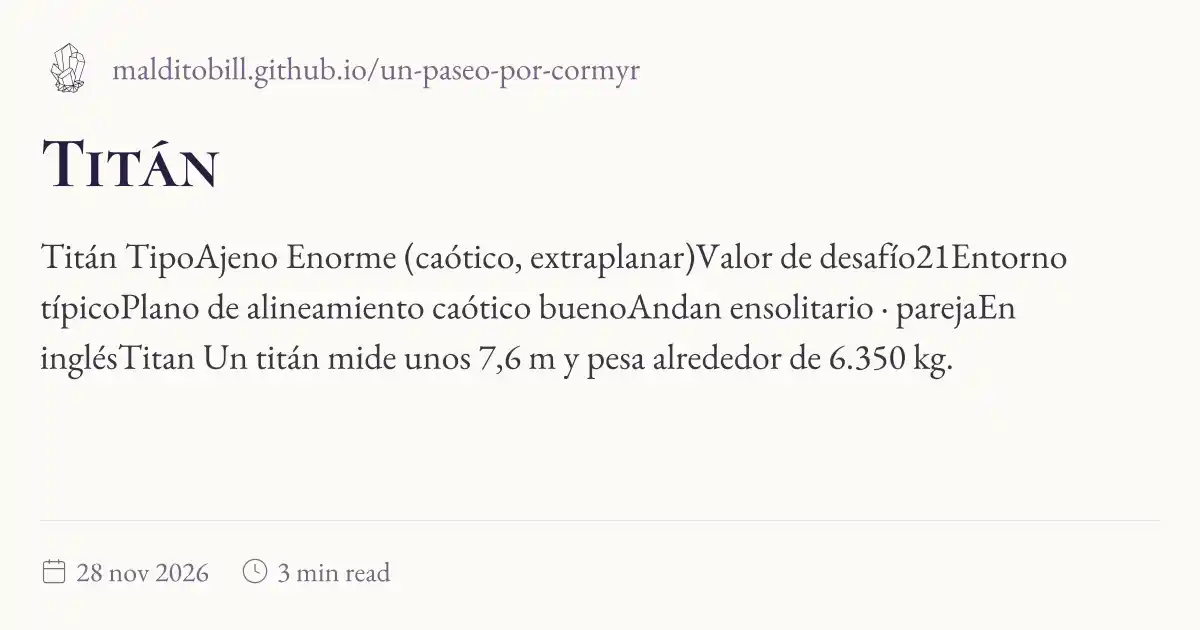 malditobill.github.io/un-paseo-por-cormyr
Titán
Titán TipoAjeno Enorme (caótico, extraplanar)Valor de desafío21Entorno
típicoPlano de alineamiento caótico buenoAndan ensolitario · parejaEn
inglésTitan Un titán mide unos 7,6 m y pesa alrededor de 6.350 kg.
28 nov 2026 3 min read